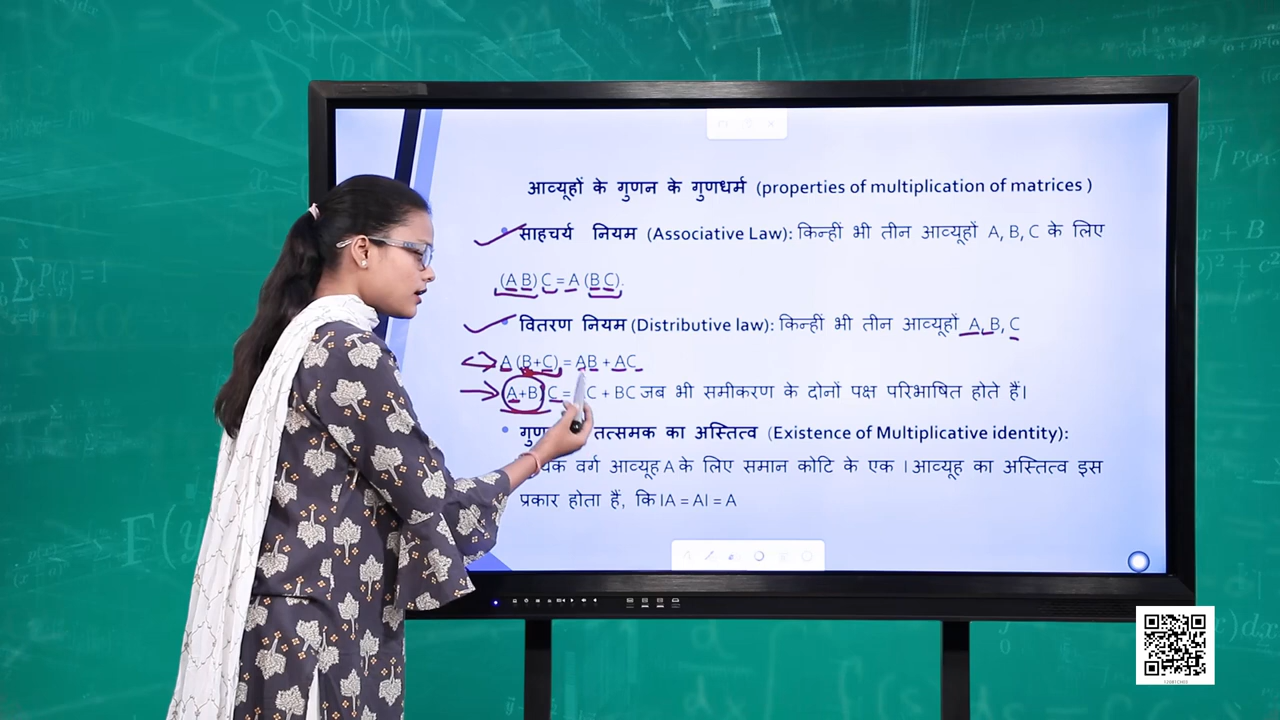 आव्यूहों के गुणन के गुणधर्म (properties of multiplication of matrices )
• साहचर्य नियम (Associative Law): किन्हीं भी तीन आव्यूहों A, B, C के लिए
(A B) C = A (B C).
• वितरण नियम (Distributive law): किन्हीं भी तीन आव्यूहों A, B, C
A (B+C) = AB + AC
(A+B) C = C + BC जब भी समीकरण के दोनों पक्ष परिभाषित होते हैं।
• तत्समक का अस्तित्व (Existence of Multiplicative identity):
वर्ग आव्यूह A के लिए समान कोटि के एक I आव्यूह का अस्तित्व इस
प्रकार होता हैं, कि IA = AI = A